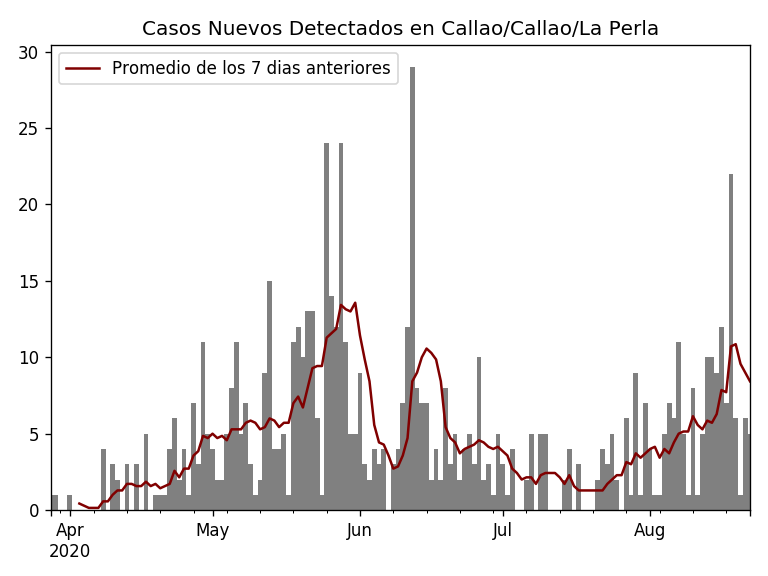 Casos Nuevos Detectados en Callao/Callao/La Perla
Promedio de los 7 dias anteriores
30
25
20
15
10
5
0
Apr May Jun Jul Aug
2020